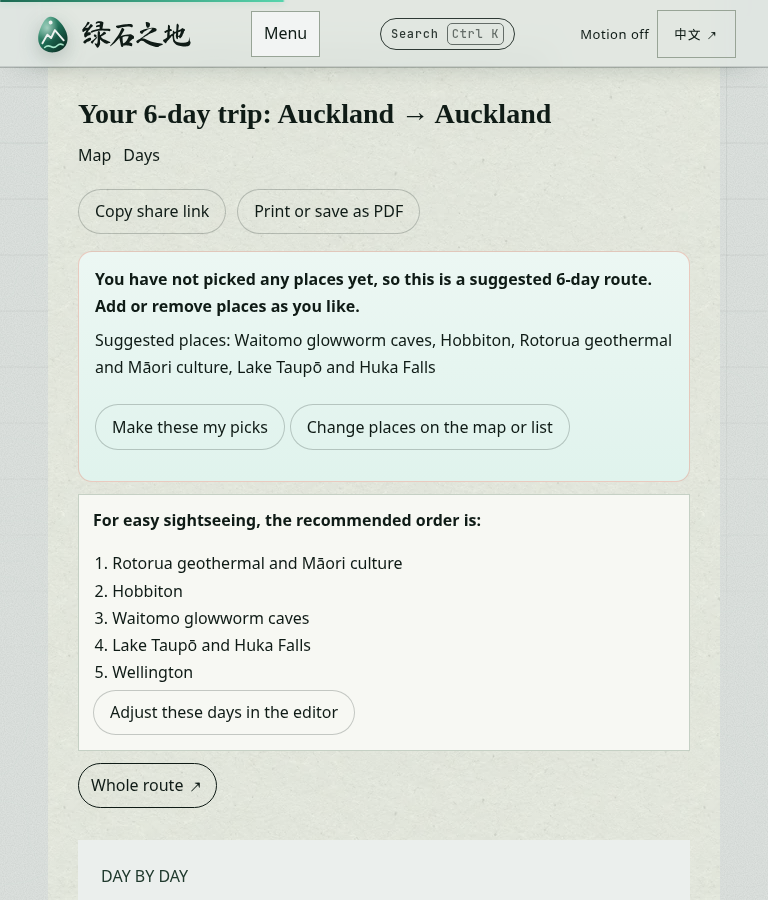 绿石之地
Menu
Search Ctrl K
Motion off
中文 ↗
Your 6-day trip: Auckland → Auckland
Map Days
Copy share link
Print or save as PDF
You have not picked any places yet, so this is a suggested 6-day route.
Add or remove places as you like.
Suggested places: Waitomo glowworm caves, Hobbiton, Rotorua geothermal
and Māori culture, Lake Taupō and Huka Falls
Make these my picks
Change places on the map or list
For easy sightseeing, the recommended order is:
1. Rotorua geothermal and Māori culture
2. Hobbiton
3. Waitomo glowworm caves
4. Lake Taupō and Huka Falls
5. Wellington
Adjust these days in the editor
Whole route ↗
DAY BY DAY